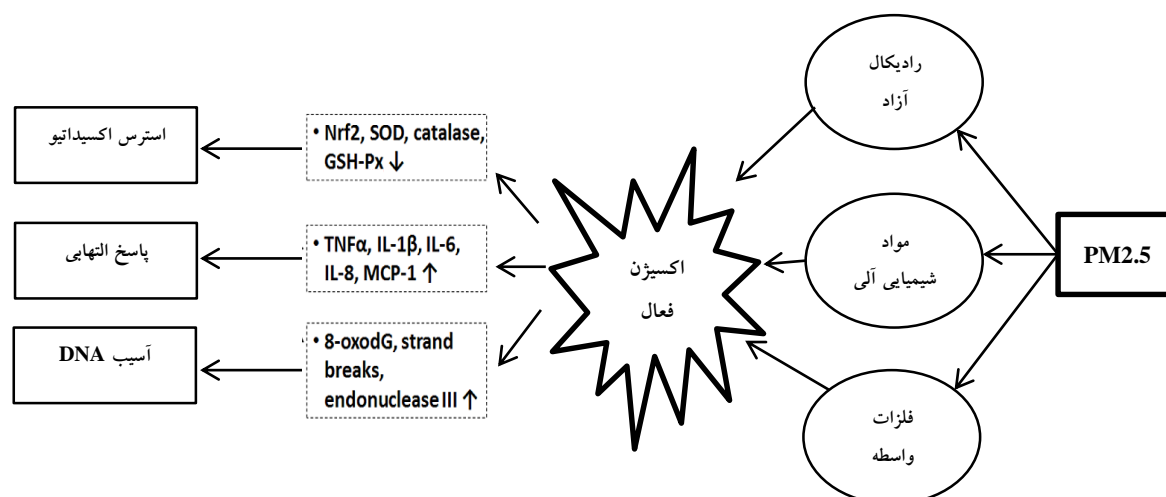 رادیکال
آزاد
مواد
شیمیایی آلی
فلزات
واسطه
PM2.5
اکسیژن
فعال
• Nrf2, SOD, catalase,
GSH-Px ↓
• TNFα, IL-1β, IL-6,
IL-8, MCP-1 ↑
• 8-oxodG, strand
breaks,
endonuclease III ↑
استرس اکسیداتیو
پاسخ التهابی
آسیب DNA